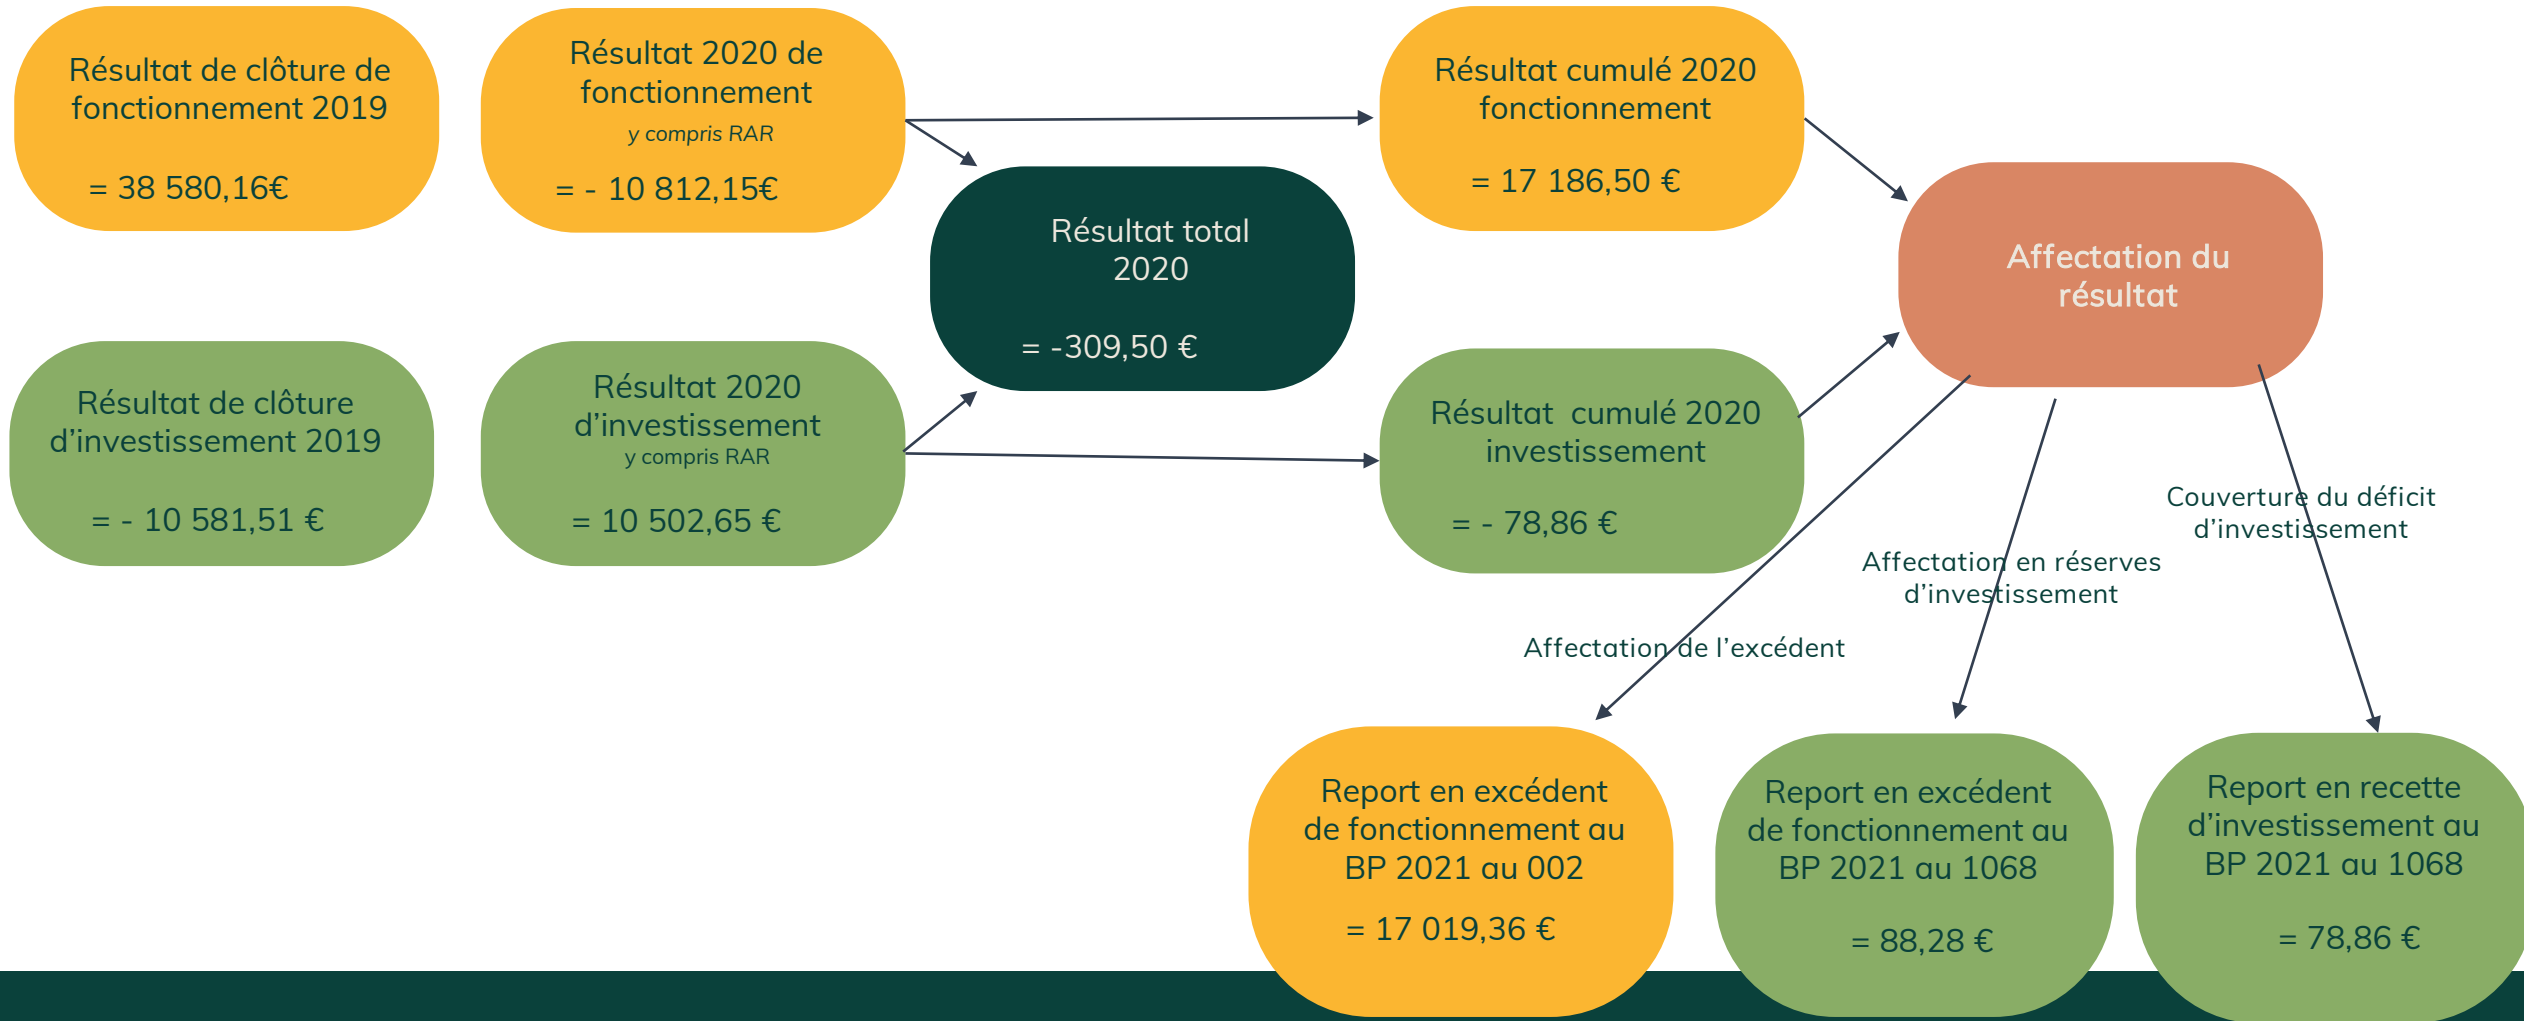 Résultat de clôture de
fonctionnement 2019
= 38 580,16€
Résultat 2020 de
fonctionnement
y compris RAR
= - 10 812,15€
Résultat cumulé 2020
fonctionnement
= 17 186,50 €
Résultat total
2020
= -309,50 €
Affectation du
résultat
Résultat de clôture
d’investissement 2019
= - 10 581,51 €
Résultat 2020
d’investissement
y compris RAR
= 10 502,65 €
Résultat  cumulé 2020
investissement
= - 78,86 €
Couverture du déficit
d’investissement
Affectation en réserves
d’investissement
Affectation de l’excédent
Report en excédent
de fonctionnement au
BP 2021 au 002
= 17 019,36 €
Report en excédent
de fonctionnement au
BP 2021 au 1068
= 88,28 €
Report en recette
d’investissement au
BP 2021 au 1068
= 78,86 €